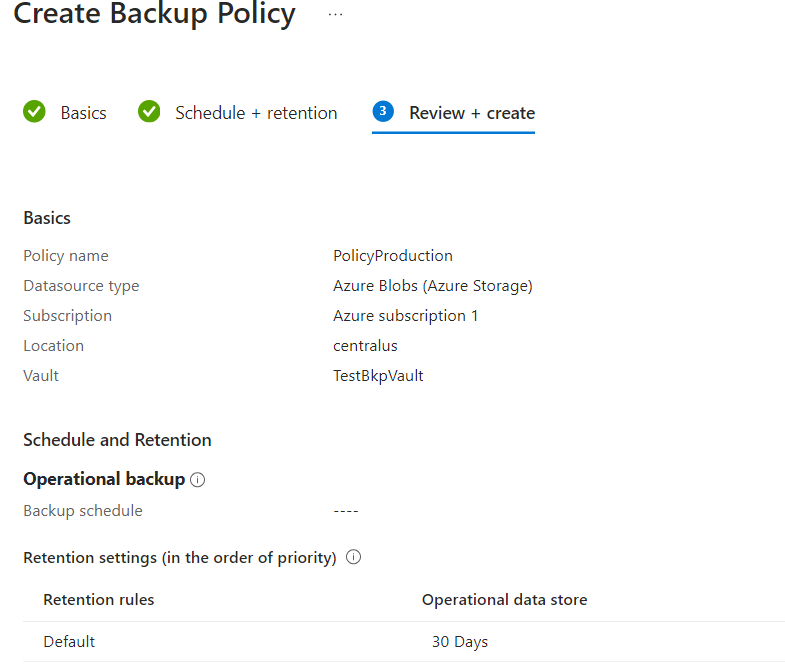 Create Backup Policy ...
Basics
Schedule + retention
3 Review + create
Basics
Policy name PolicyProduction
Datasource type Azure Blobs (Azure Storage)
Subscription Azure subscription 1
Location centralus
Vault TestBkpVault
Schedule and Retention
Operational backup
Backup schedule ----
Retention settings (in the order of priority)
Retention rules Operational data store
Default 30 Days